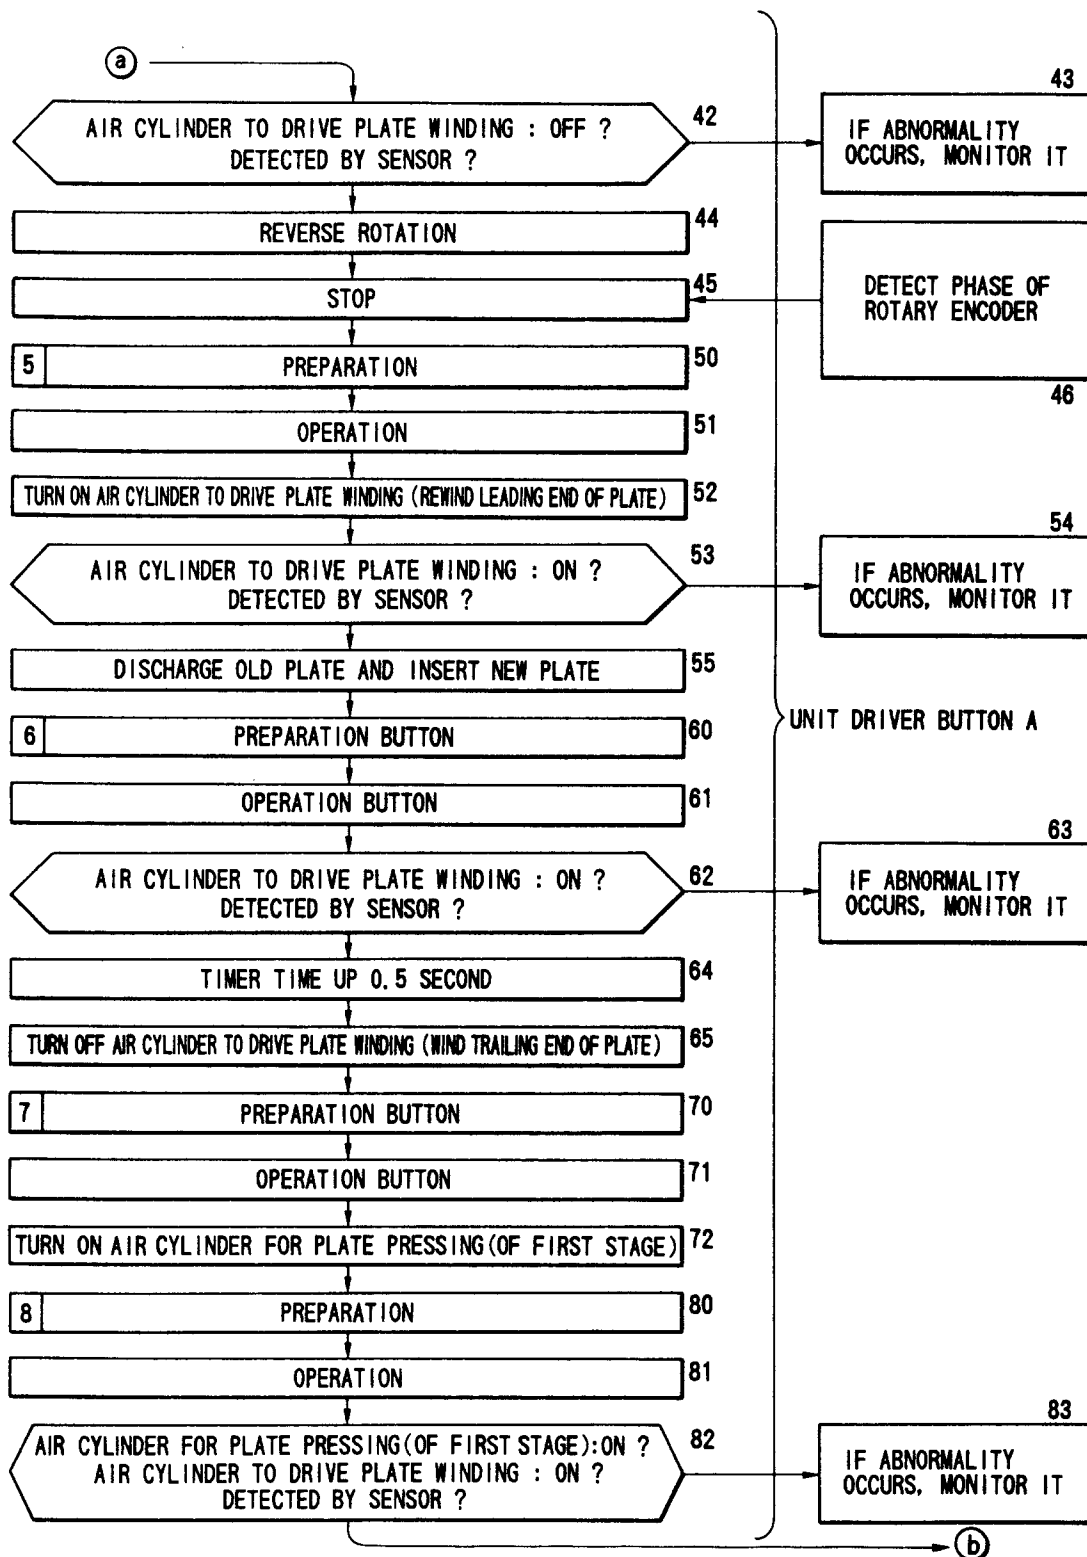 a
AIR CYLINDER TO DRIVE PLATE WINDING : OFF ?
DETECTED BY SENSOR ?
42
43
IF ABNORMALITY
OCCURS, MONITOR IT
REVERSE ROTATION
44
STOP
45
DETECT PHASE OF
ROTARY ENCODER
46
5
PREPARATION
50
OPERATION
51
TURN ON AIR CYLINDER TO DRIVE PLATE WINDING (REWIND LEADING END OF PLATE)
52
AIR CYLINDER TO DRIVE PLATE WINDING : ON ?
DETECTED BY SENSOR ?
53
54
IF ABNORMALITY
OCCURS, MONITOR IT
DISCHARGE OLD PLATE AND INSERT NEW PLATE
55
6
PREPARATION BUTTON
60
UNIT DRIVER BUTTON A
OPERATION BUTTON
61
AIR CYLINDER TO DRIVE PLATE WINDING : ON ?
DETECTED BY SENSOR ?
62
63
IF ABNORMALITY
OCCURS, MONITOR IT
TIMER TIME UP 0.5 SECOND
64
TURN OFF AIR CYLINDER TO DRIVE PLATE WINDING (WIND TRAILING END OF PLATE)
65
7
PREPARATION BUTTON
70
OPERATION BUTTON
71
TURN ON AIR CYLINDER FOR PLATE PRESSING(OF FIRST STAGE)
72
8
PREPARATION
80
OPERATION
81
AIR CYLINDER FOR PLATE PRESSING(OF FIRST STAGE):ON ?
AIR CYLINDER TO DRIVE PLATE WINDING : ON ?
DETECTED BY SENSOR ?
82
83
IF ABNORMALITY
OCCURS, MONITOR IT
b